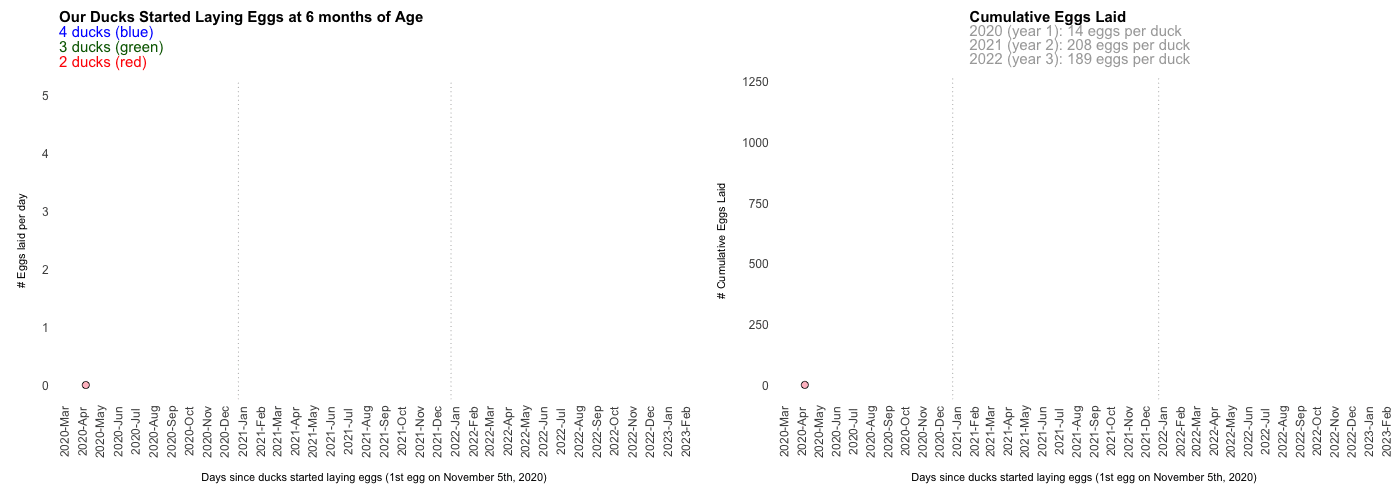 Our Ducks Started Laying Eggs at 6 months of Age
4 ducks (blue)
3 ducks (green)
2 ducks (red)
5
4
3
2
1
0
# Eggs laid per day
2020-Mar
2020-Apr
2020-May
2020-Jun
2020-Jul
2020-Aug
2020-Sep
2020-Oct
2020-Nov
2020-Dec
2021-Jan
2021-Feb
2021-Mar
2021-Apr
2021-May
2021-Jun
2021-Jul
2021-Aug
2021-Sep
2021-Oct
2021-Nov
2021-Dec
2022-Jan
2022-Feb
2022-Mar
2022-Apr
2022-May
2022-Jun
2022-Jul
2022-Aug
2022-Sep
2022-Oct
2022-Nov
2022-Dec
2023-Jan
2023-Feb
Days since ducks started laying eggs (1st egg on November 5th, 2020)
Cumulative Eggs Laid
2020 (year 1): 14 eggs per duck
2021 (year 2): 208 eggs per duck
2022 (year 3): 189 eggs per duck
1250
1000
750
500
250
0
# Cumulative Eggs Laid
2020-Mar
2020-Apr
2020-May
2020-Jun
2020-Jul
2020-Aug
2020-Sep
2020-Oct
2020-Nov
2020-Dec
2021-Jan
2021-Feb
2021-Mar
2021-Apr
2021-May
2021-Jun
2021-Jul
2021-Aug
2021-Sep
2021-Oct
2021-Nov
2021-Dec
2022-Jan
2022-Feb
2022-Mar
2022-Apr
2022-May
2022-Jun
2022-Jul
2022-Aug
2022-Sep
2022-Oct
2022-Nov
2022-Dec
2023-Jan
2023-Feb
Days since ducks started laying eggs (1st egg on November 5th, 2020)